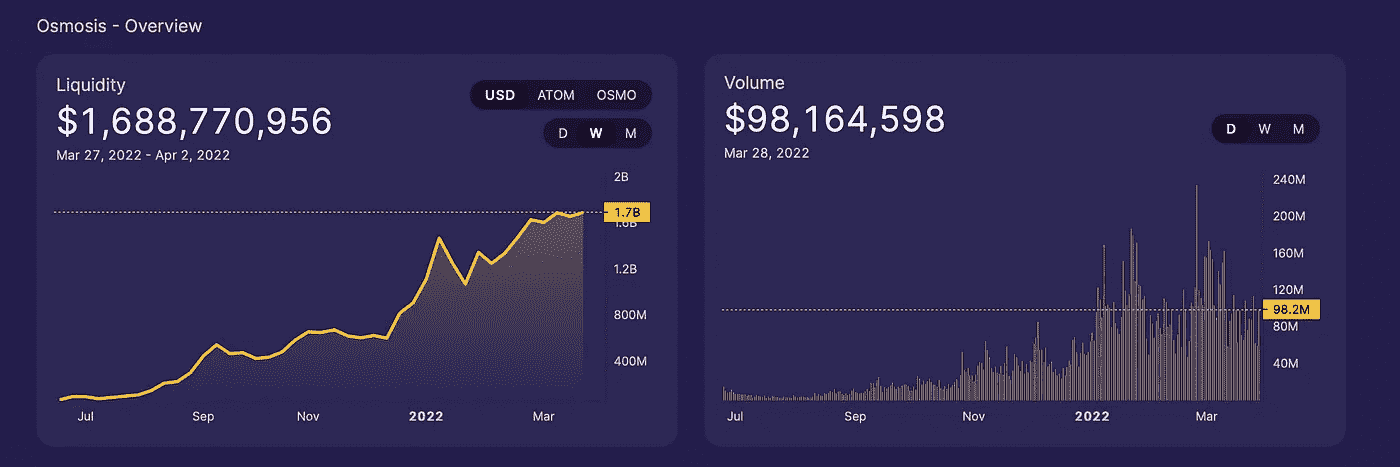 Osmosis - Overview
Liquidity
$1,688,770,956
Mar 27, 2022 - Apr 2, 2022
USD ATOM OSMO
D W M
2B
1.7B
1.6B
1.2B
800M
400M
Jul Sep Nov 2022 Mar
Volume
$98,164,598
Mar 28, 2022
D W M
240M
200M
160M
120M
98.2M
80M
40M
Jul Sep Nov 2022 Mar